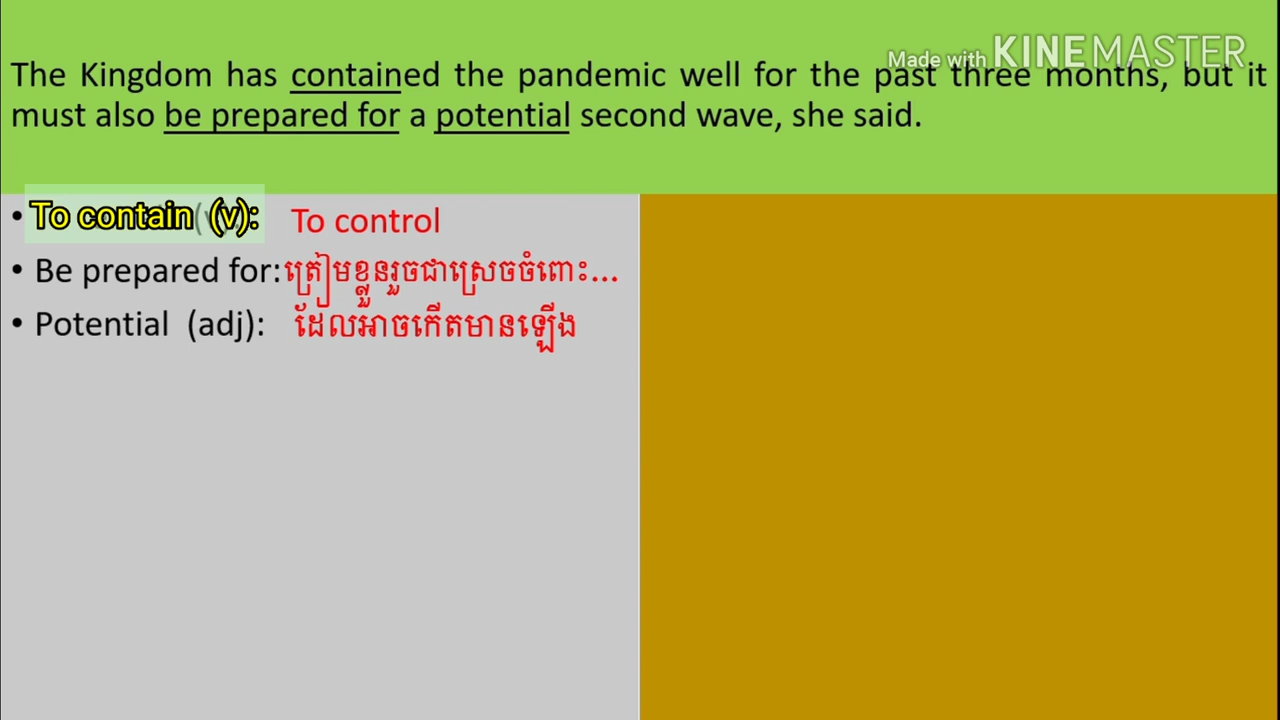 Made with KINEMASTER
The Kingdom has contained the pandemic well for the past three months, but it
must also be prepared for a potential second wave, she said.
• To contain (v): To control
• Be prepared for: ត្រៀមខ្លួនរួចជាស្រេចចំពោះ...
• Potential (adj): ដែលអាចកើតមានឡើង